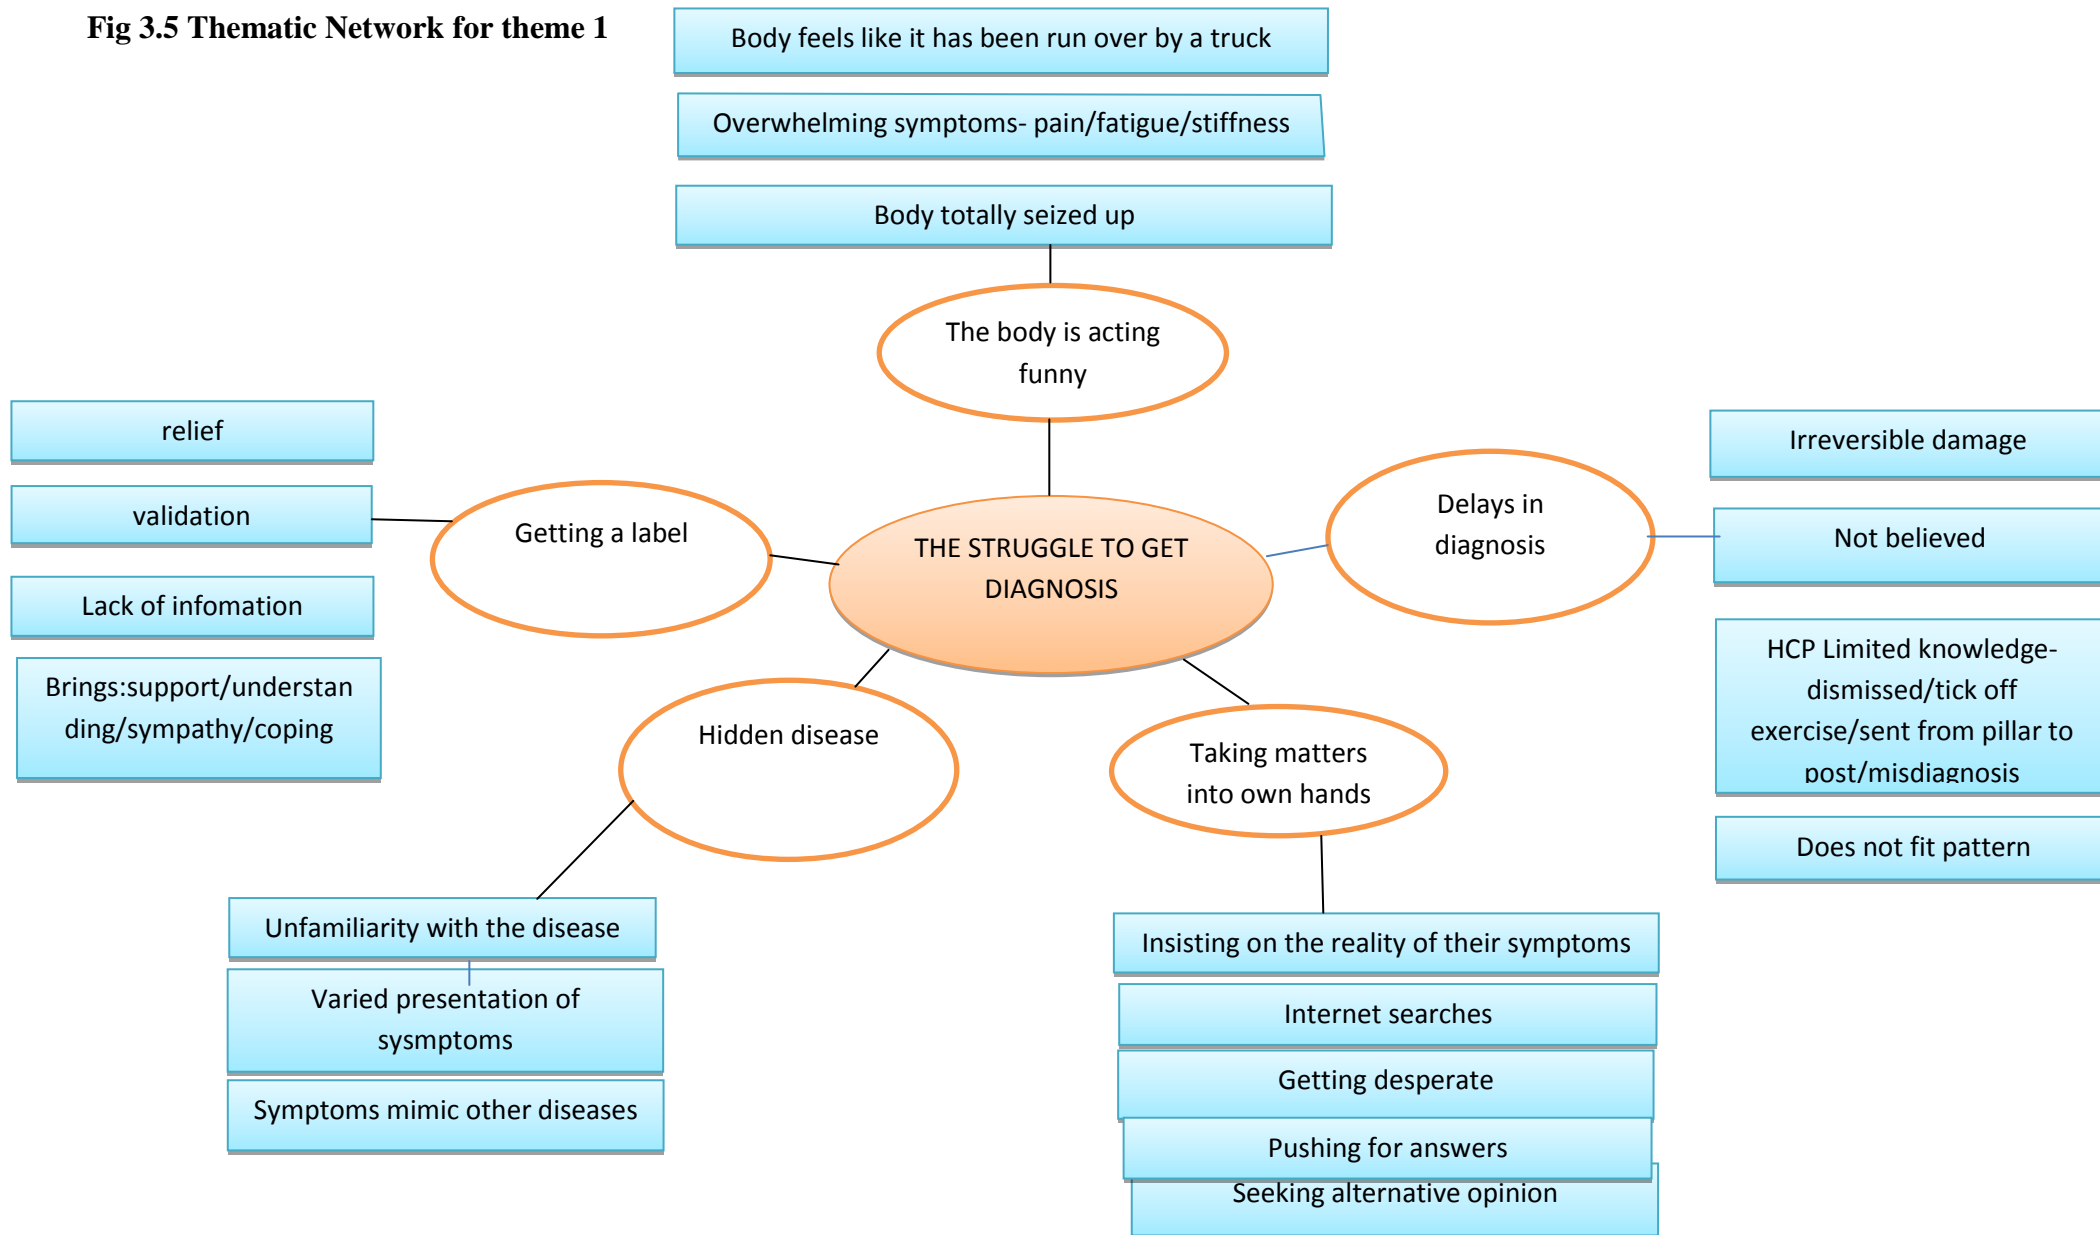 Fig 3.5 Thematic Network for theme 1
Body feels like it has been run over by a truck
Overwhelming symptoms- pain/fatigue/stiffness
Body totally seized up
The body is acting
funny
relief
validation
Lack of infomation
Brings:support/understan
ding/sympathy/coping
Getting a label
THE STRUGGLE TO GET
DIAGNOSIS
Delays in
diagnosis
Irreversible damage
Not believed
HCP Limited knowledge-
dismissed/tick off
exercise/sent from pillar to
post/misdiagnosis
Does not fit pattern
Hidden disease
Unfamiliarity with the disease
Varied presentation of
sysmptoms
Symptoms mimic other diseases
Taking matters
into own hands
Insisting on the reality of their symptoms
Internet searches
Getting desperate
Pushing for answers
Seeking alternative opinion